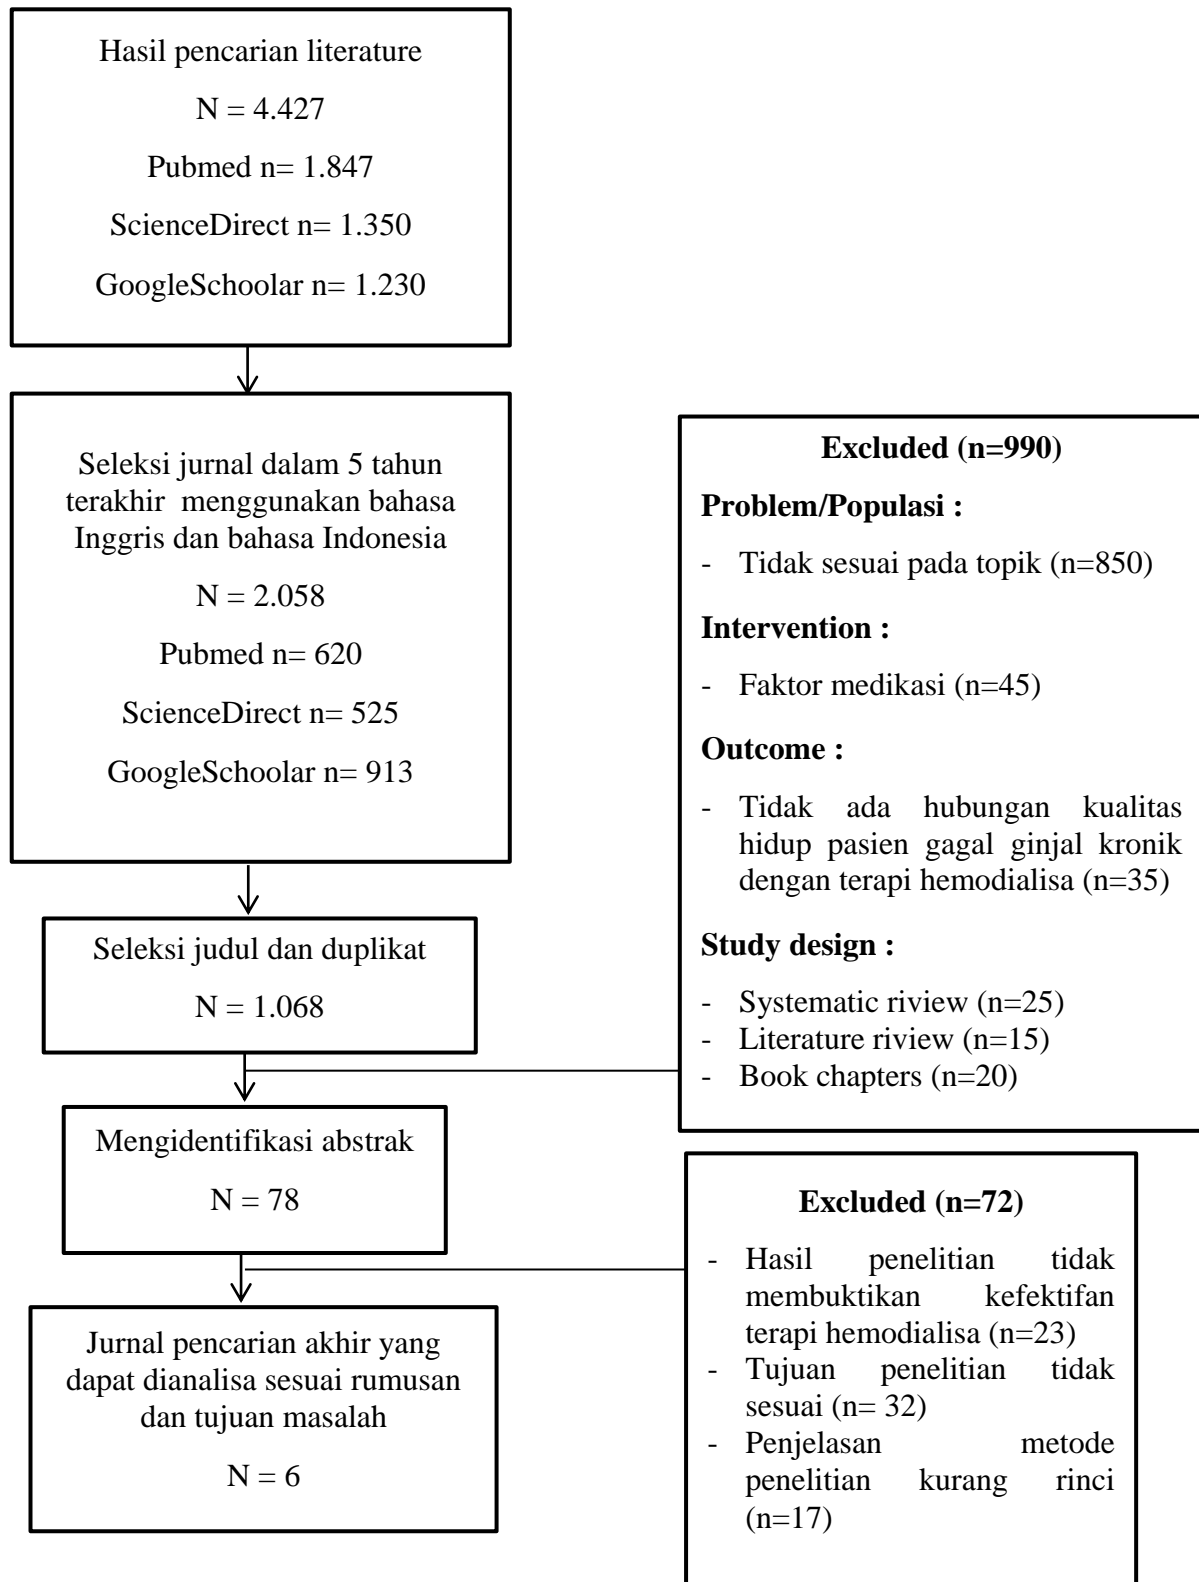 Hasil pencarian literature
N = 4.427
Pubmed n= 1.847
ScienceDirect n= 1.350
GoogleSchoolar n= 1.230
Seleksi jurnal dalam 5 tahun
terakhir menggunakan bahasa
Inggris dan bahasa Indonesia
N = 2.058
Pubmed n= 620
ScienceDirect n= 525
GoogleSchoolar n= 913
Seleksi judul dan duplikat
N = 1.068
Excluded (n=990)
Problem/Populasi :
- Tidak sesuai pada topik (n=850)
Intervention :
- Faktor medikasi (n=45)
Outcome :
- Tidak ada hubungan kualitas
hidup pasien gagal ginjal kronik
dengan terapi hemodialisa (n=35)
Study design :
- Systematic riview (n=25)
- Literature riview (n=15)
- Book chapters (n=20)
Mengidentifikasi abstrak
N = 78
Excluded (n=72)
- Hasil penelitian tidak
membuktikan kefektifan
terapi hemodialisa (n=23)
- Tujuan penelitian tidak
sesuai (n= 32)
- Penjelasan metode
penelitian kurang rinci
(n=17)
Jurnal pencarian akhir yang
dapat dianalisa sesuai rumusan
dan tujuan masalah
N = 6